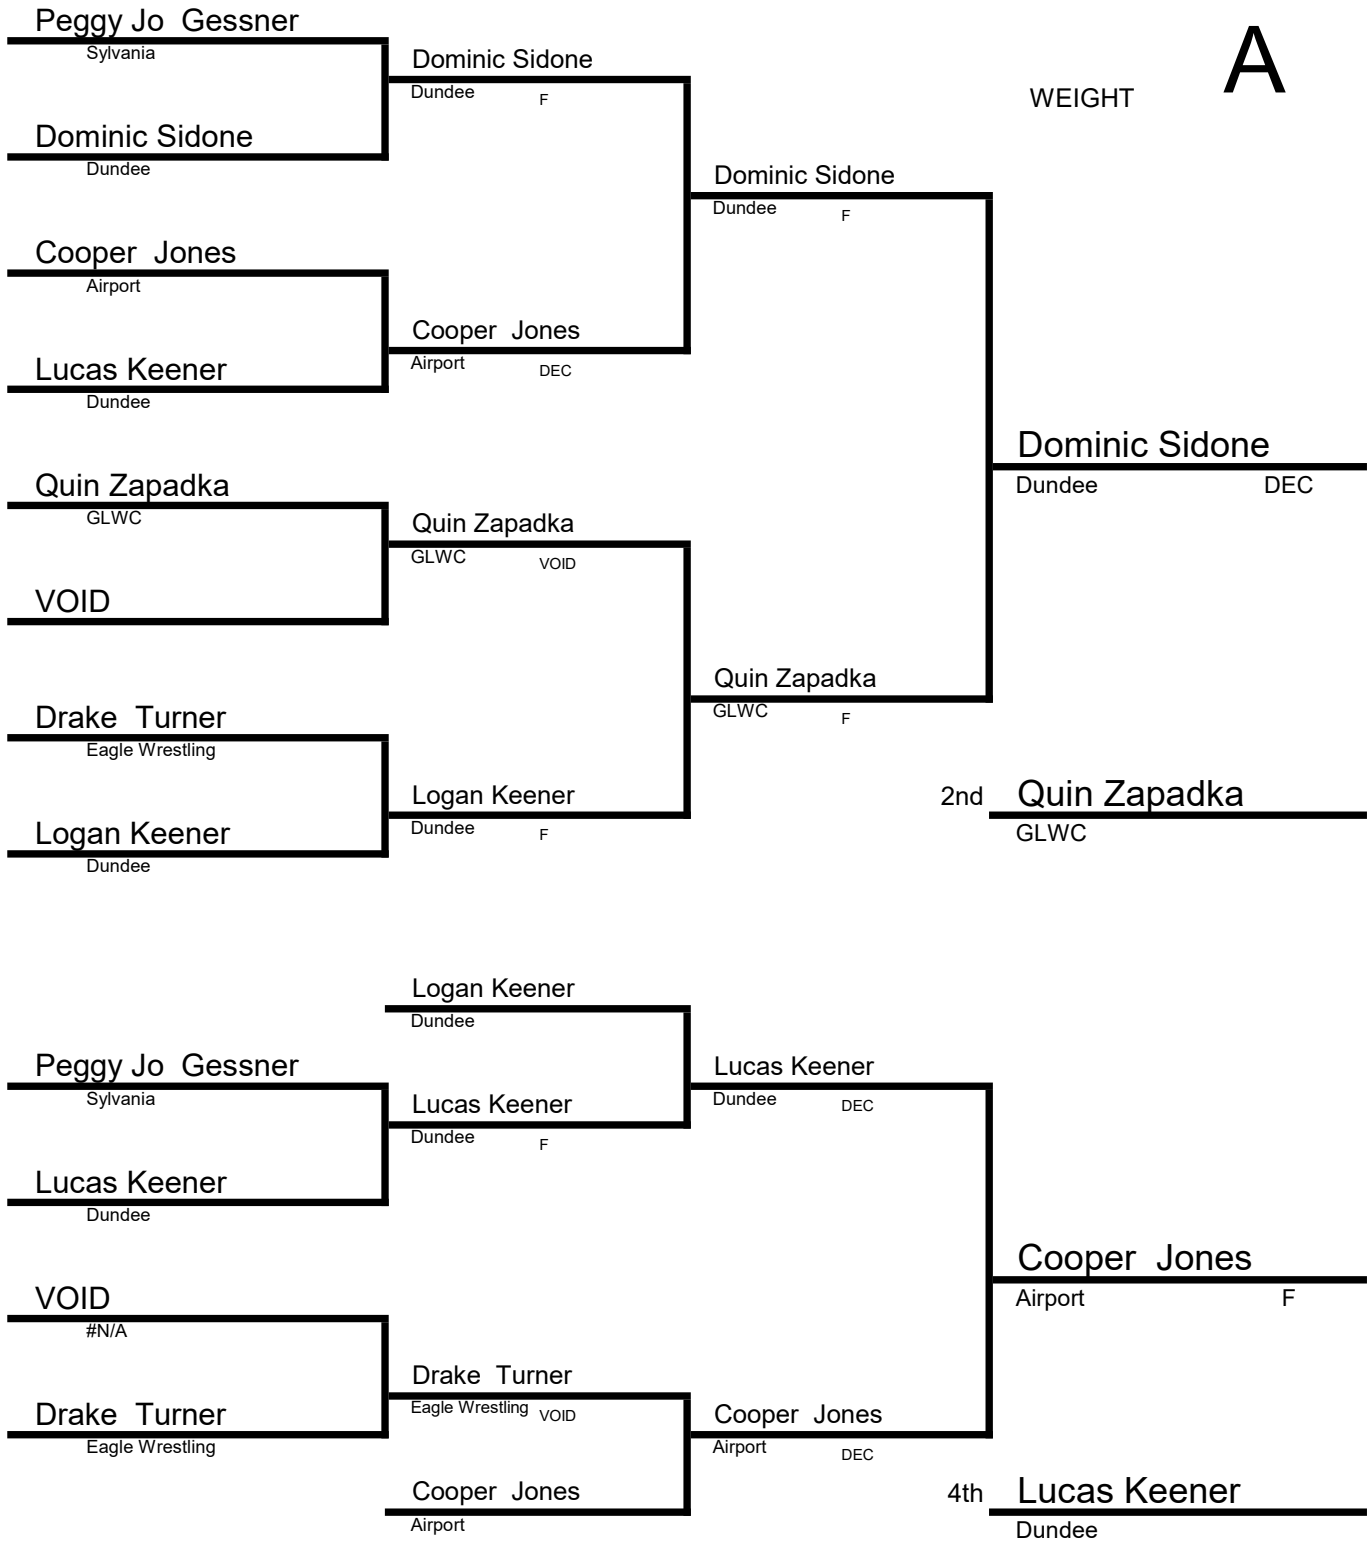 Peggy Jo  Gessner
Sylvania
Dominic Sidone
Dundee F
A
WEIGHT
Dominic Sidone
Dundee
Dominic Sidone
Dundee F
Cooper  Jones
Airport
Cooper  Jones
Airport DEC
Lucas Keener
Dundee
Dominic Sidone
Dundee DEC
Quin Zapadka
GLWC
Quin Zapadka
GLWC VOID
VOID
Quin Zapadka
GLWC F
Drake  Turner
Eagle Wrestling
Logan Keener
Dundee F
2nd Quin Zapadka
GLWC
Logan Keener
Dundee
Logan Keener
Dundee
Peggy Jo  Gessner
Sylvania
Lucas Keener
Dundee DEC
Lucas Keener
Dundee F
Lucas Keener
Dundee
Cooper  Jones
Airport F
VOID
#N/A
Drake  Turner
Eagle Wrestling VOID
Drake  Turner
Eagle Wrestling
Cooper  Jones
Airport DEC
Cooper  Jones
Airport
4th Lucas Keener
Dundee